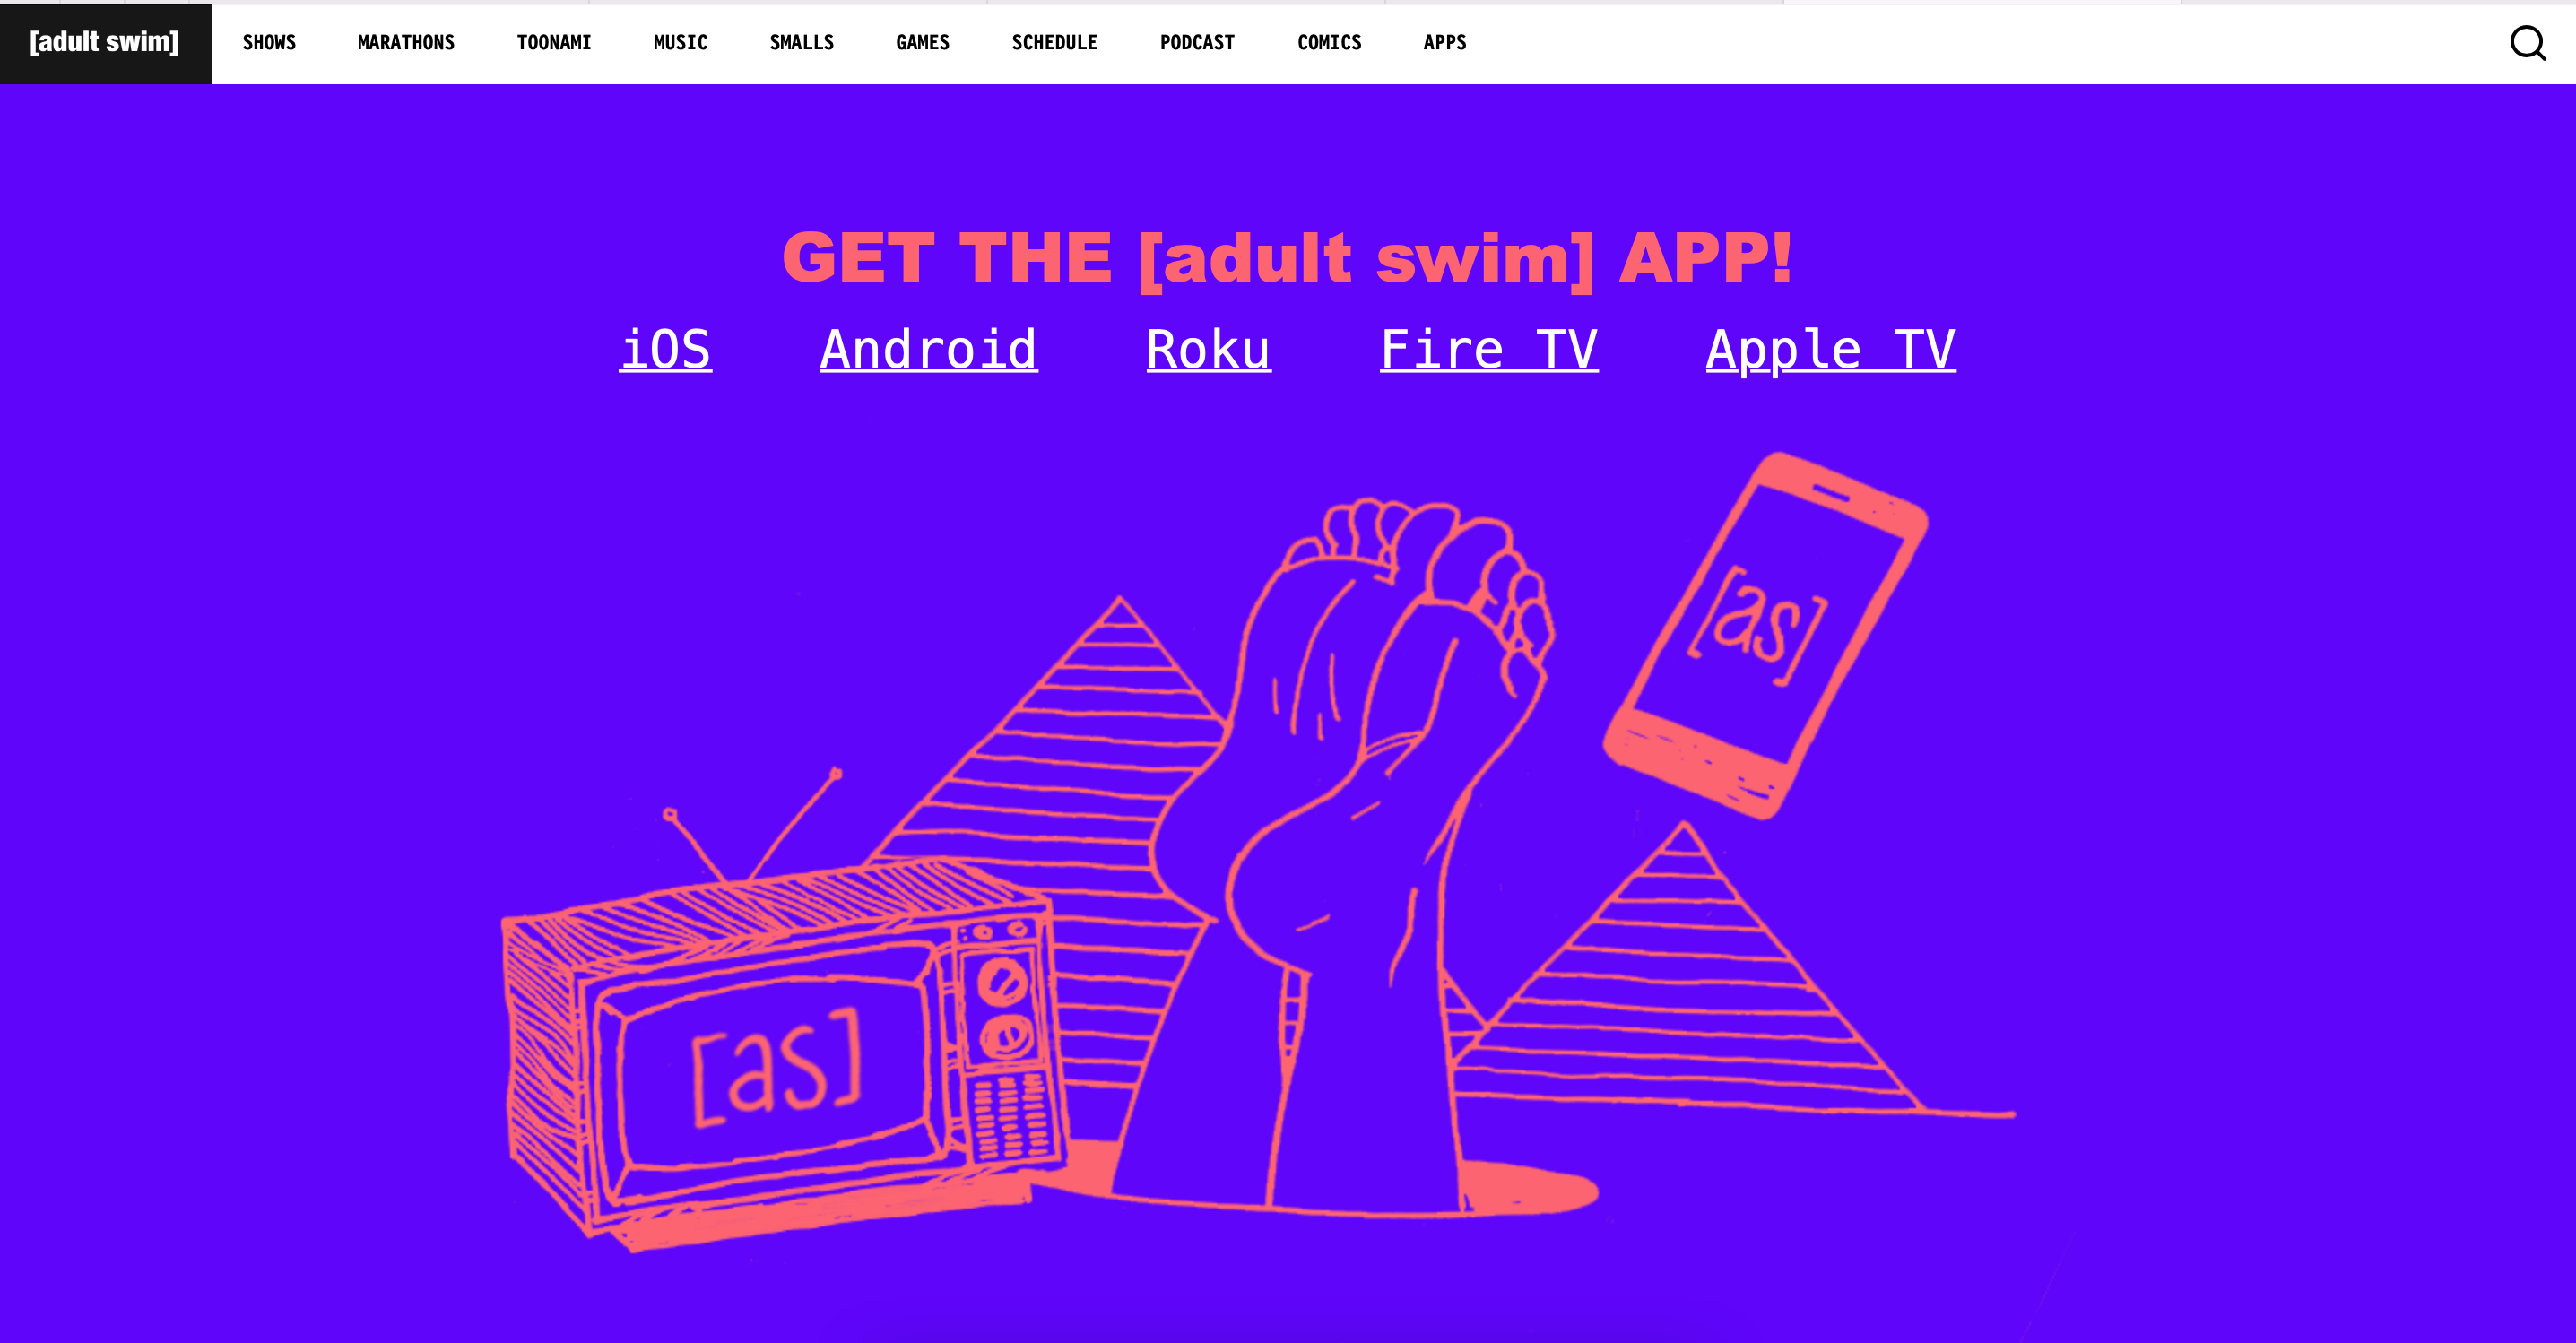 [adult swim] SHOWS MARATHONS TOONAMI MUSIC SMALLS GAMES SCHEDULE PODCAST COMICS APPS
GET THE [adult swim] APP!
iOS Android Roku Fire TV Apple TV
[as]
[as]